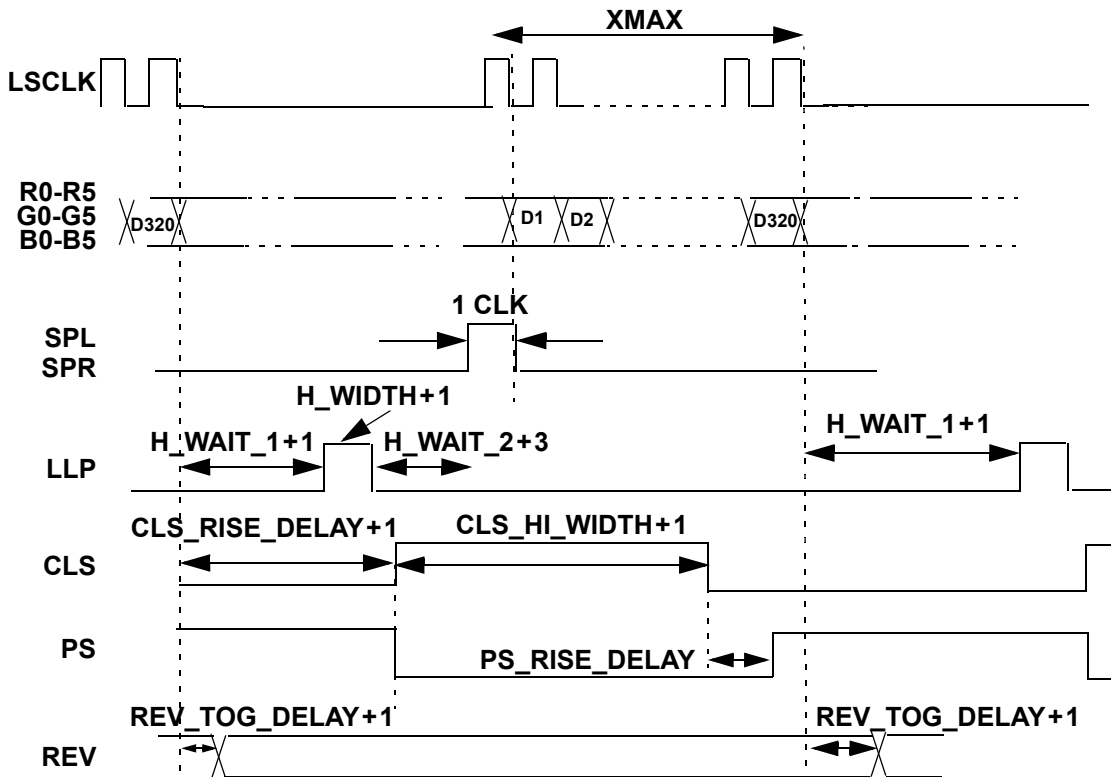 XMAX
LSCLK
R0-R5
G0-G5
B0-B5
D320
D1
D2
D320
1 CLK
SPL
SPR
H_WIDTH+1
H_WAIT_1+1
H_WAIT_2+3
H_WAIT_1+1
LLP
CLS_RISE_DELAY+1
CLS_HI_WIDTH+1
CLS
PS
PS_RISE_DELAY
REV_TOG_DELAY+1
REV_TOG_DELAY+1
REV